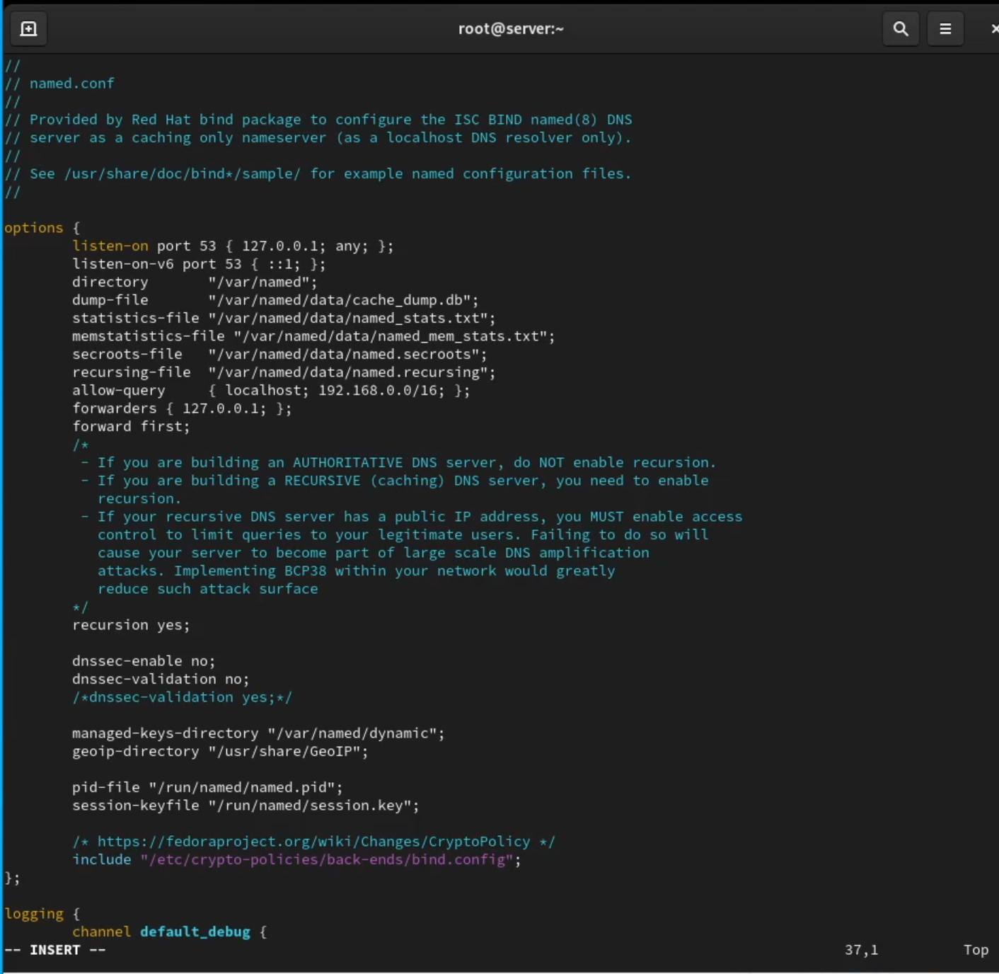 root@server:~
//
// named.conf
//
// Provided by Red Hat bind package to configure the ISC BIND named(8) DNS
// server as a caching only nameserver (as a localhost DNS resolver only).
//
// See /usr/share/doc/bind*/sample/ for example named configuration files.
//
options {
        listen-on port 53 { 127.0.0.1; any; };
        listen-on-v6 port 53 { ::1; };
        directory       "/var/named";
        dump-file       "/var/named/data/cache_dump.db";
        statistics-file "/var/named/data/named_stats.txt";
        memstatistics-file "/var/named/data/named_mem_stats.txt";
        secroots-file   "/var/named/data/named.secroots";
        recursing-file  "/var/named/data/named.recursing";
        allow-query     { localhost; 192.168.0.0/16; };
        forwarders { 127.0.0.1; };
        forward first;
        /*
         - If you are building an AUTHORITATIVE DNS server, do NOT enable recursion.
         - If you are building a RECURSIVE (caching) DNS server, you need to enable
           recursion.
         - If your recursive DNS server has a public IP address, you MUST enable access
           control to limit queries to your legitimate users. Failing to do so will
           cause your server to become part of large scale DNS amplification
           attacks. Implementing BCP38 within your network would greatly
           reduce such attack surface
        */
        recursion yes;
        dnssec-enable no;
        dnssec-validation no;
        /*dnssec-validation yes;*/
        managed-keys-directory "/var/named/dynamic";
        geoip-directory "/usr/share/GeoIP";
        pid-file "/run/named/named.pid";
        session-keyfile "/run/named/session.key";
        /* https://fedoraproject.org/wiki/Changes/CryptoPolicy */
        include "/etc/crypto-policies/back-ends/bind.config";
};
logging {
        channel default_debug {
-- INSERT -- 37,1 Top